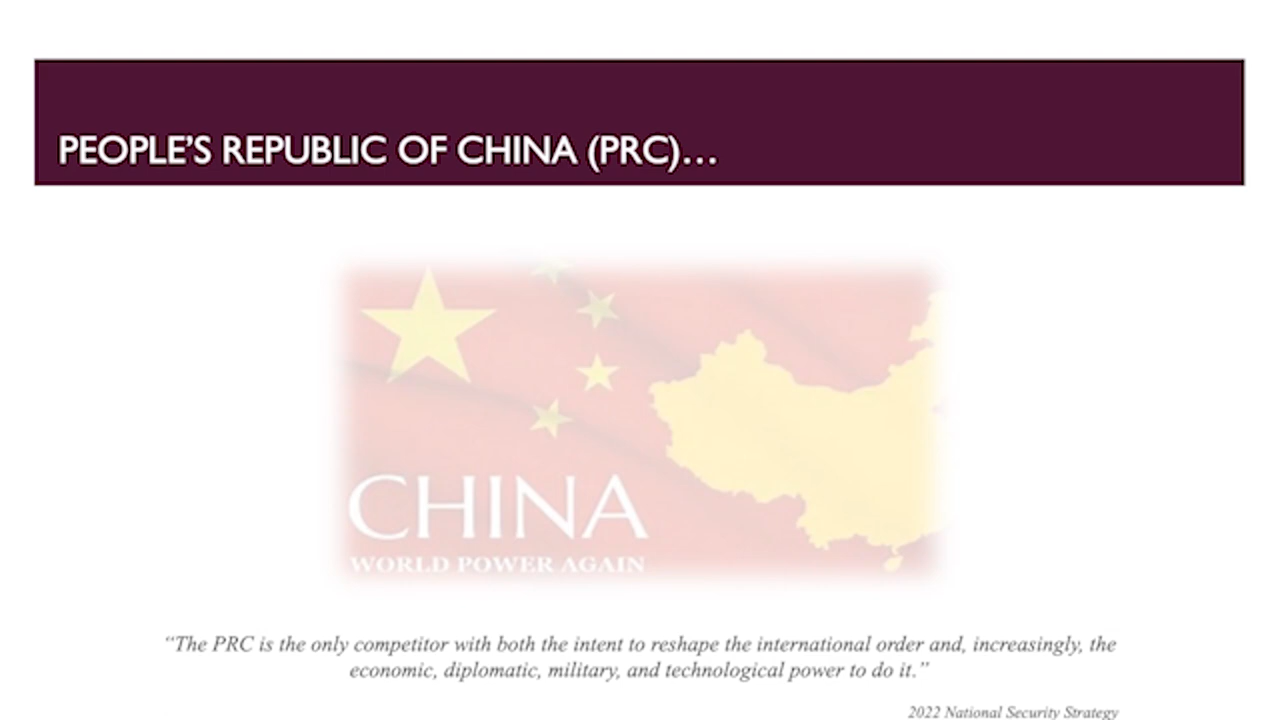 PEOPLE’S REPUBLIC OF CHINA (PRC)…
CHINA
WORLD POWER AGAIN
“The PRC is the only competitor with both the intent to reshape the international order and, increasingly, the
economic, diplomatic, military, and technological power to do it.”
2022 National Security Strategy